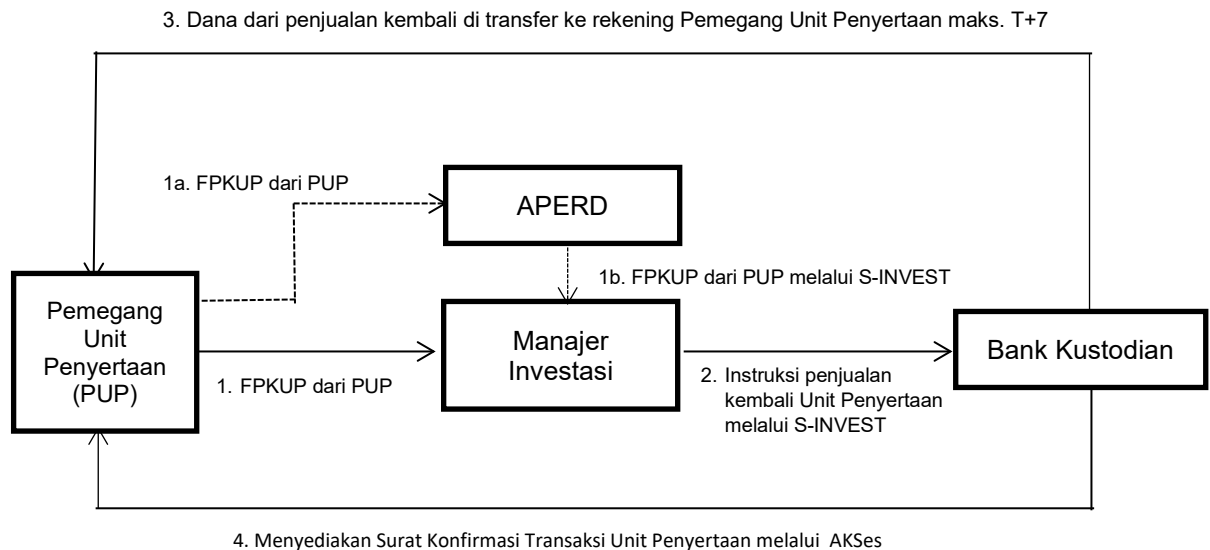 3. Dana dari penjualan kembali di transfer ke rekening Pemegang Unit Penyertaan maks. T+7
1a. FPKUP dari PUP
APERD
1b. FPKUP dari PUP melalui S-INVEST
Pemegang
Unit
Penyertaan
(PUP)
1. FPKUP dari PUP
Manajer
Investasi
2. Instruksi penjualan
kembali Unit Penyertaan
melalui S-INVEST
Bank Kustodian
4. Menyediakan Surat Konfirmasi Transaksi Unit Penyertaan melalui AKSes